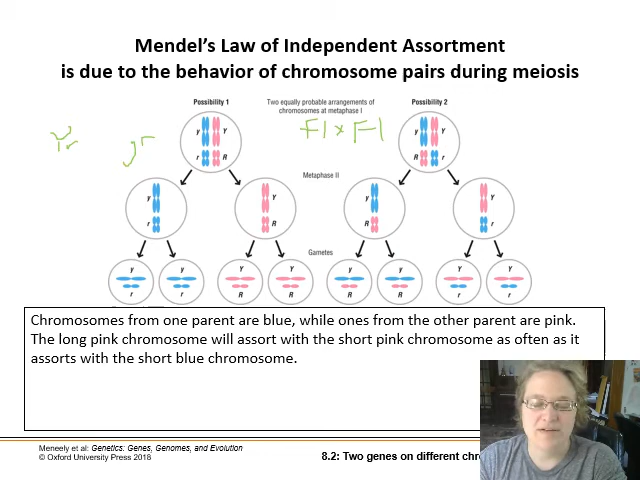 Mendel's Law of Independent Assortment
is due to the behavior of chromosome pairs during meiosis
Possibility 1
Two equally probable arrangements of
chromosomes at metaphase I
Possibility 2
F1 x F1
Yr
yr
y Y
r R
y Y
R r
Metaphase II
y Y y Y
r R R r
Gametes
y y Y Y y y Y Y
r r R R R R r r
Chromosomes from one parent are blue, while ones from the other parent are pink.
The long pink chromosome will assort with the short pink chromosome as often as it
assorts with the short blue chromosome.
Meneely et al: Genetics: Genes, Genomes, and Evolution
© Oxford University Press 2018
8.2: Two genes on different